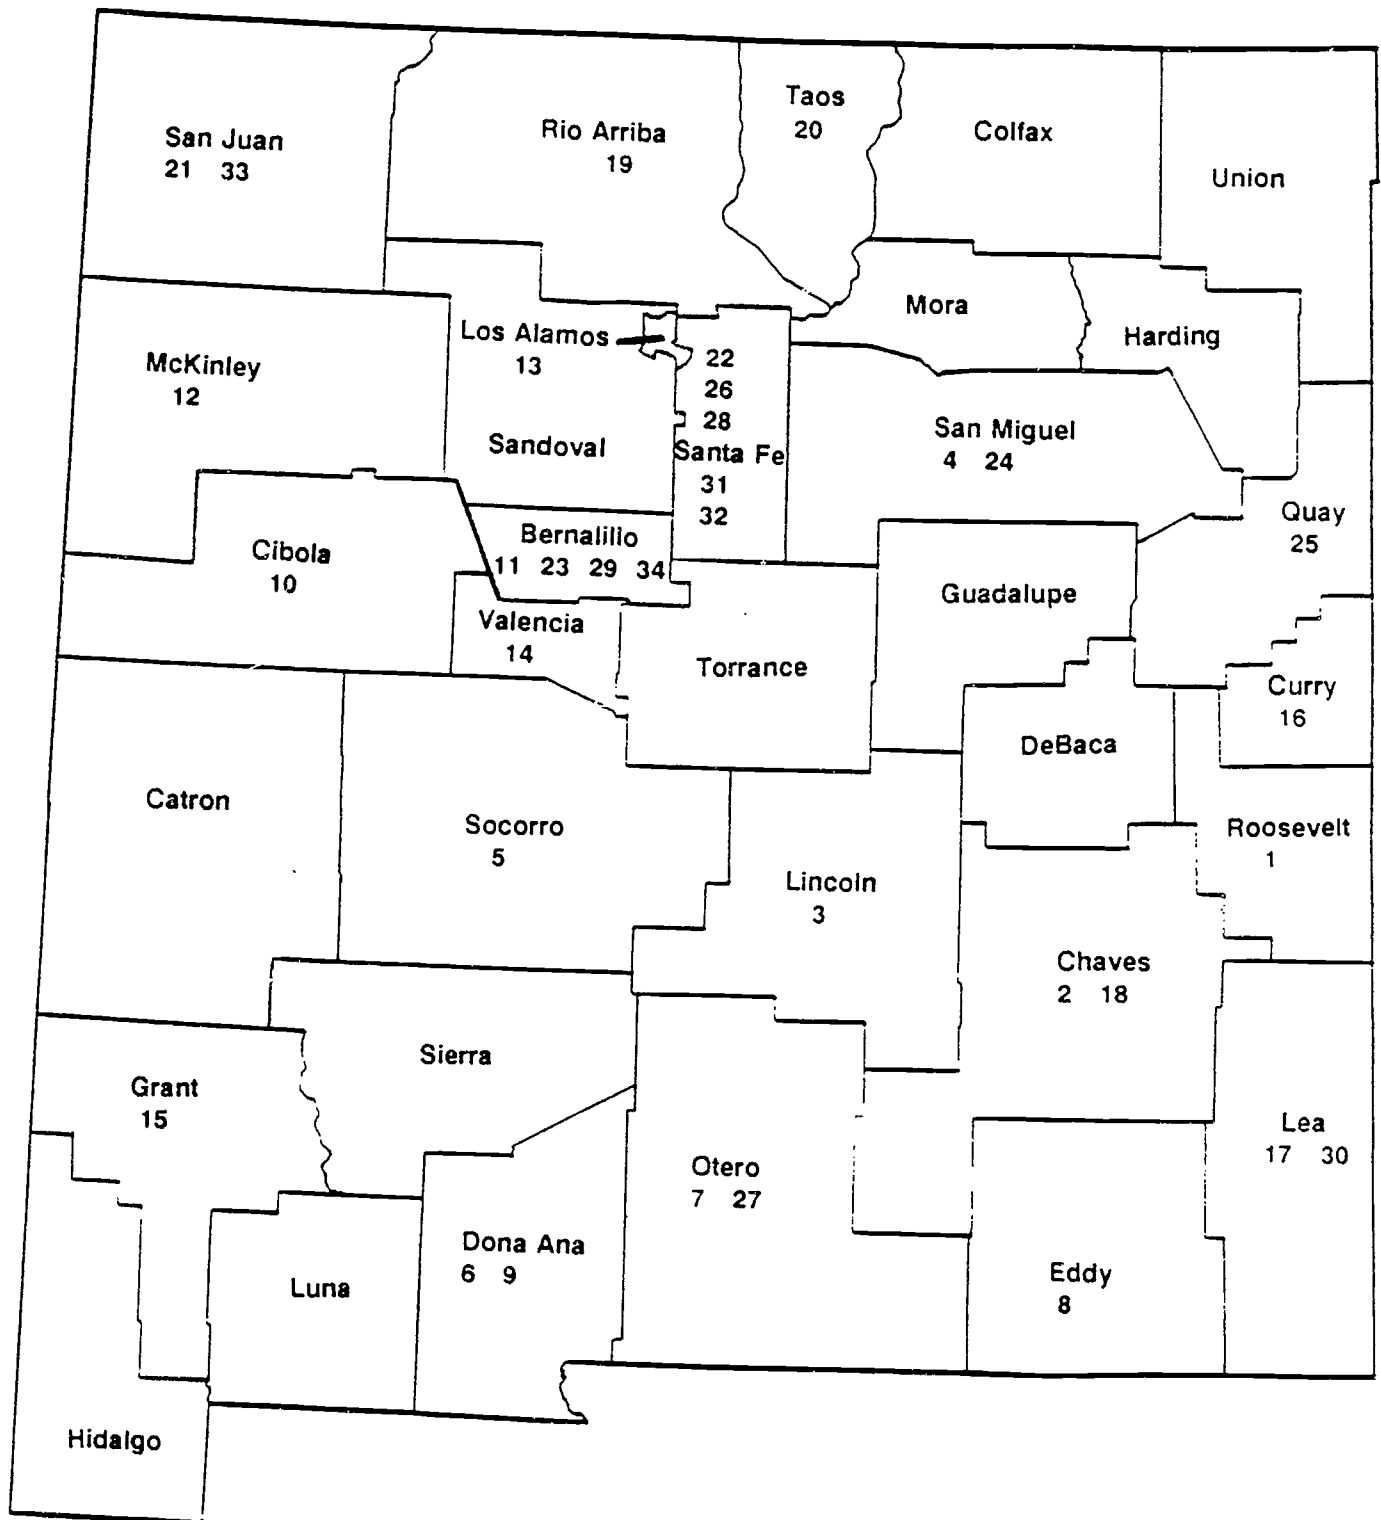 Taos
20
San Juan
21 33
Rio Arriba
19
Colfax
Union
Mora
Los Alamos
13
Harding
McKinley
12
22
26
28
Santa Fe
31
32
Sandoval
San Miguel
4 24
Quay
25
Bernalillo
11 23 29 34
Cibola
10
Guadalupe
Valencia
14
Torrance
Curry
16
DeBaca
Catron
Socorro
5
Roosevelt
1
Lincoln
3
Chaves
2 18
Sierra
Grant
15
Lea
17 30
Otero
7 27
Dona Ana
6 9
Luna
Eddy
8
Hidalgo